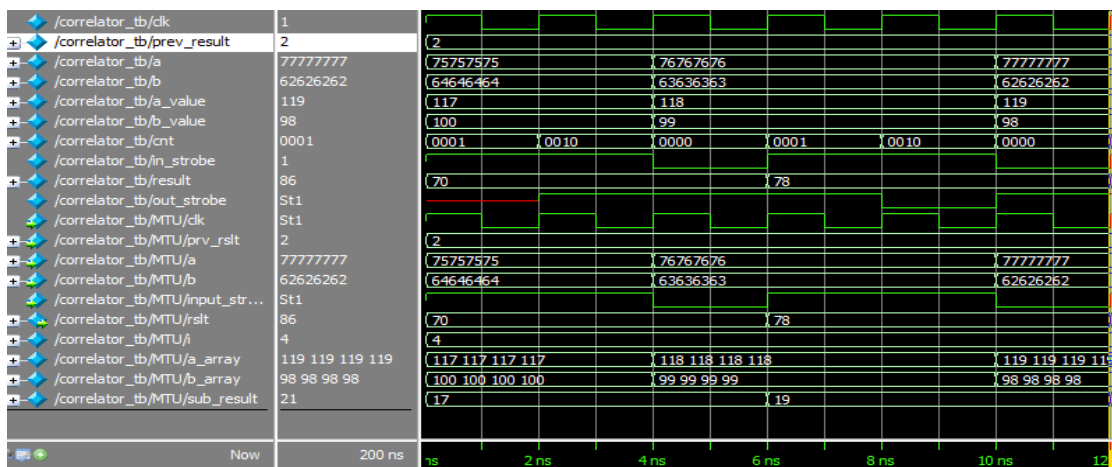 /correlator_tb/clk 1
/correlator_tb/prev_result 2 2
/correlator_tb/a 77777777 75757575 76767676 77777777
/correlator_tb/b 62626262 64646464 63636363 62626262
/correlator_tb/a_value 119 117 118 119
/correlator_tb/b_value 98 100 99 98
/correlator_tb/cnt 0001 0001 0010 0000 0001 0010 0000
/correlator_tb/in_strobe 1
/correlator_tb/result 86 70 78
/correlator_tb/out_strobe St1
/correlator_tb/MTU/clk St1
/correlator_tb/MTU/prv_rslt 2 2
/correlator_tb/MTU/a 77777777 75757575 76767676 77777777
/correlator_tb/MTU/b 62626262 64646464 63636363 62626262
/correlator_tb/MTU/input_str... St1
/correlator_tb/MTU/rslt 86 70 78
/correlator_tb/MTU/i 4 4
/correlator_tb/MTU/a_array 119 119 119 119 117 117 117 117 118 118 118 118 119 119 119 11
/correlator_tb/MTU/b_array 98 98 98 98 100 100 100 100 99 99 99 99 98 98 98 98
/correlator_tb/MTU/sub_result 21 17 19
Now 200 ns ns 2 ns 4 ns 6 ns 8 ns 10 ns 12